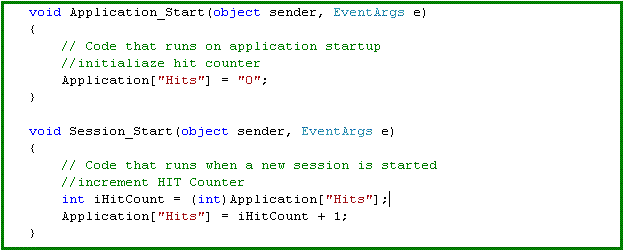 void Application_Start(object sender, EventArgs e)
{
// Code that runs on application startup
//initialiaze hit counter
Application["Hits"] = "0";
}
void Session_Start(object sender, EventArgs e)
{
// Code that runs when a new session is started
//increment HIT Counter
int iHitCount = (int)Application["Hits"];
Application["Hits"] = iHitCount + 1;
}